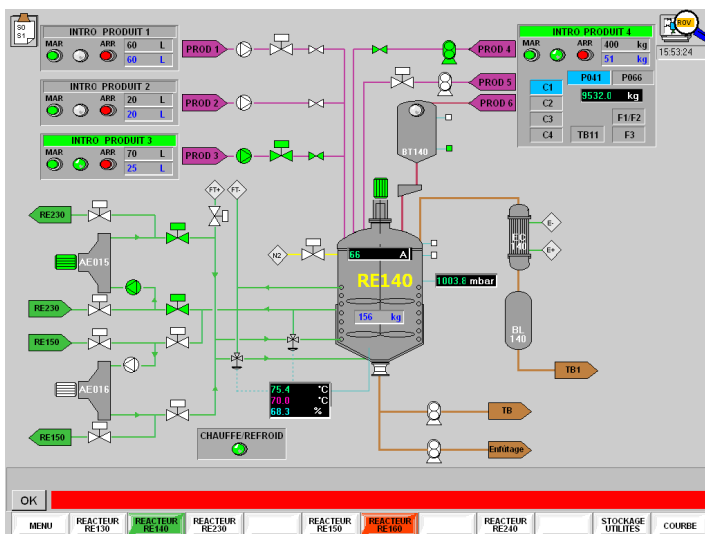 S0
S1
INTRO PRODUIT 1
MAR ARR 60 L
60 L
INTRO PRODUIT 2
MAR ARR 20 L
20 L
INTRO PRODUIT 3
MAR ARR 70 L
25 L
PROD 1
PROD 2
PROD 3
PROD 4
PROD 5
PROD 6
INTRO PRODUIT 4
MAR ARR 400 kg
51 kg
P041 P066
C1
9532.0 kg
C2
C3 F1/F2
C4 TB11 F3
ROV
15:53:24
BT140
FT+ FT-
RE230
AE015
RE230
RE150
AE016
RE150
N2
66 A
RE140
156 kg
1003.8 mbar
EC
140
E-
E+
BL
140
TB1
TB
Enfûtage
75.4 °C
70.0 °C
68.3 %
CHAUFFE/REFROID
OK
MENU
REACTEUR
RE130
REACTEUR
RE140
REACTEUR
RE230
REACTEUR
RE150
REACTEUR
RE160
REACTEUR
RE240
STOCKAGE
UTILITES
COURBE